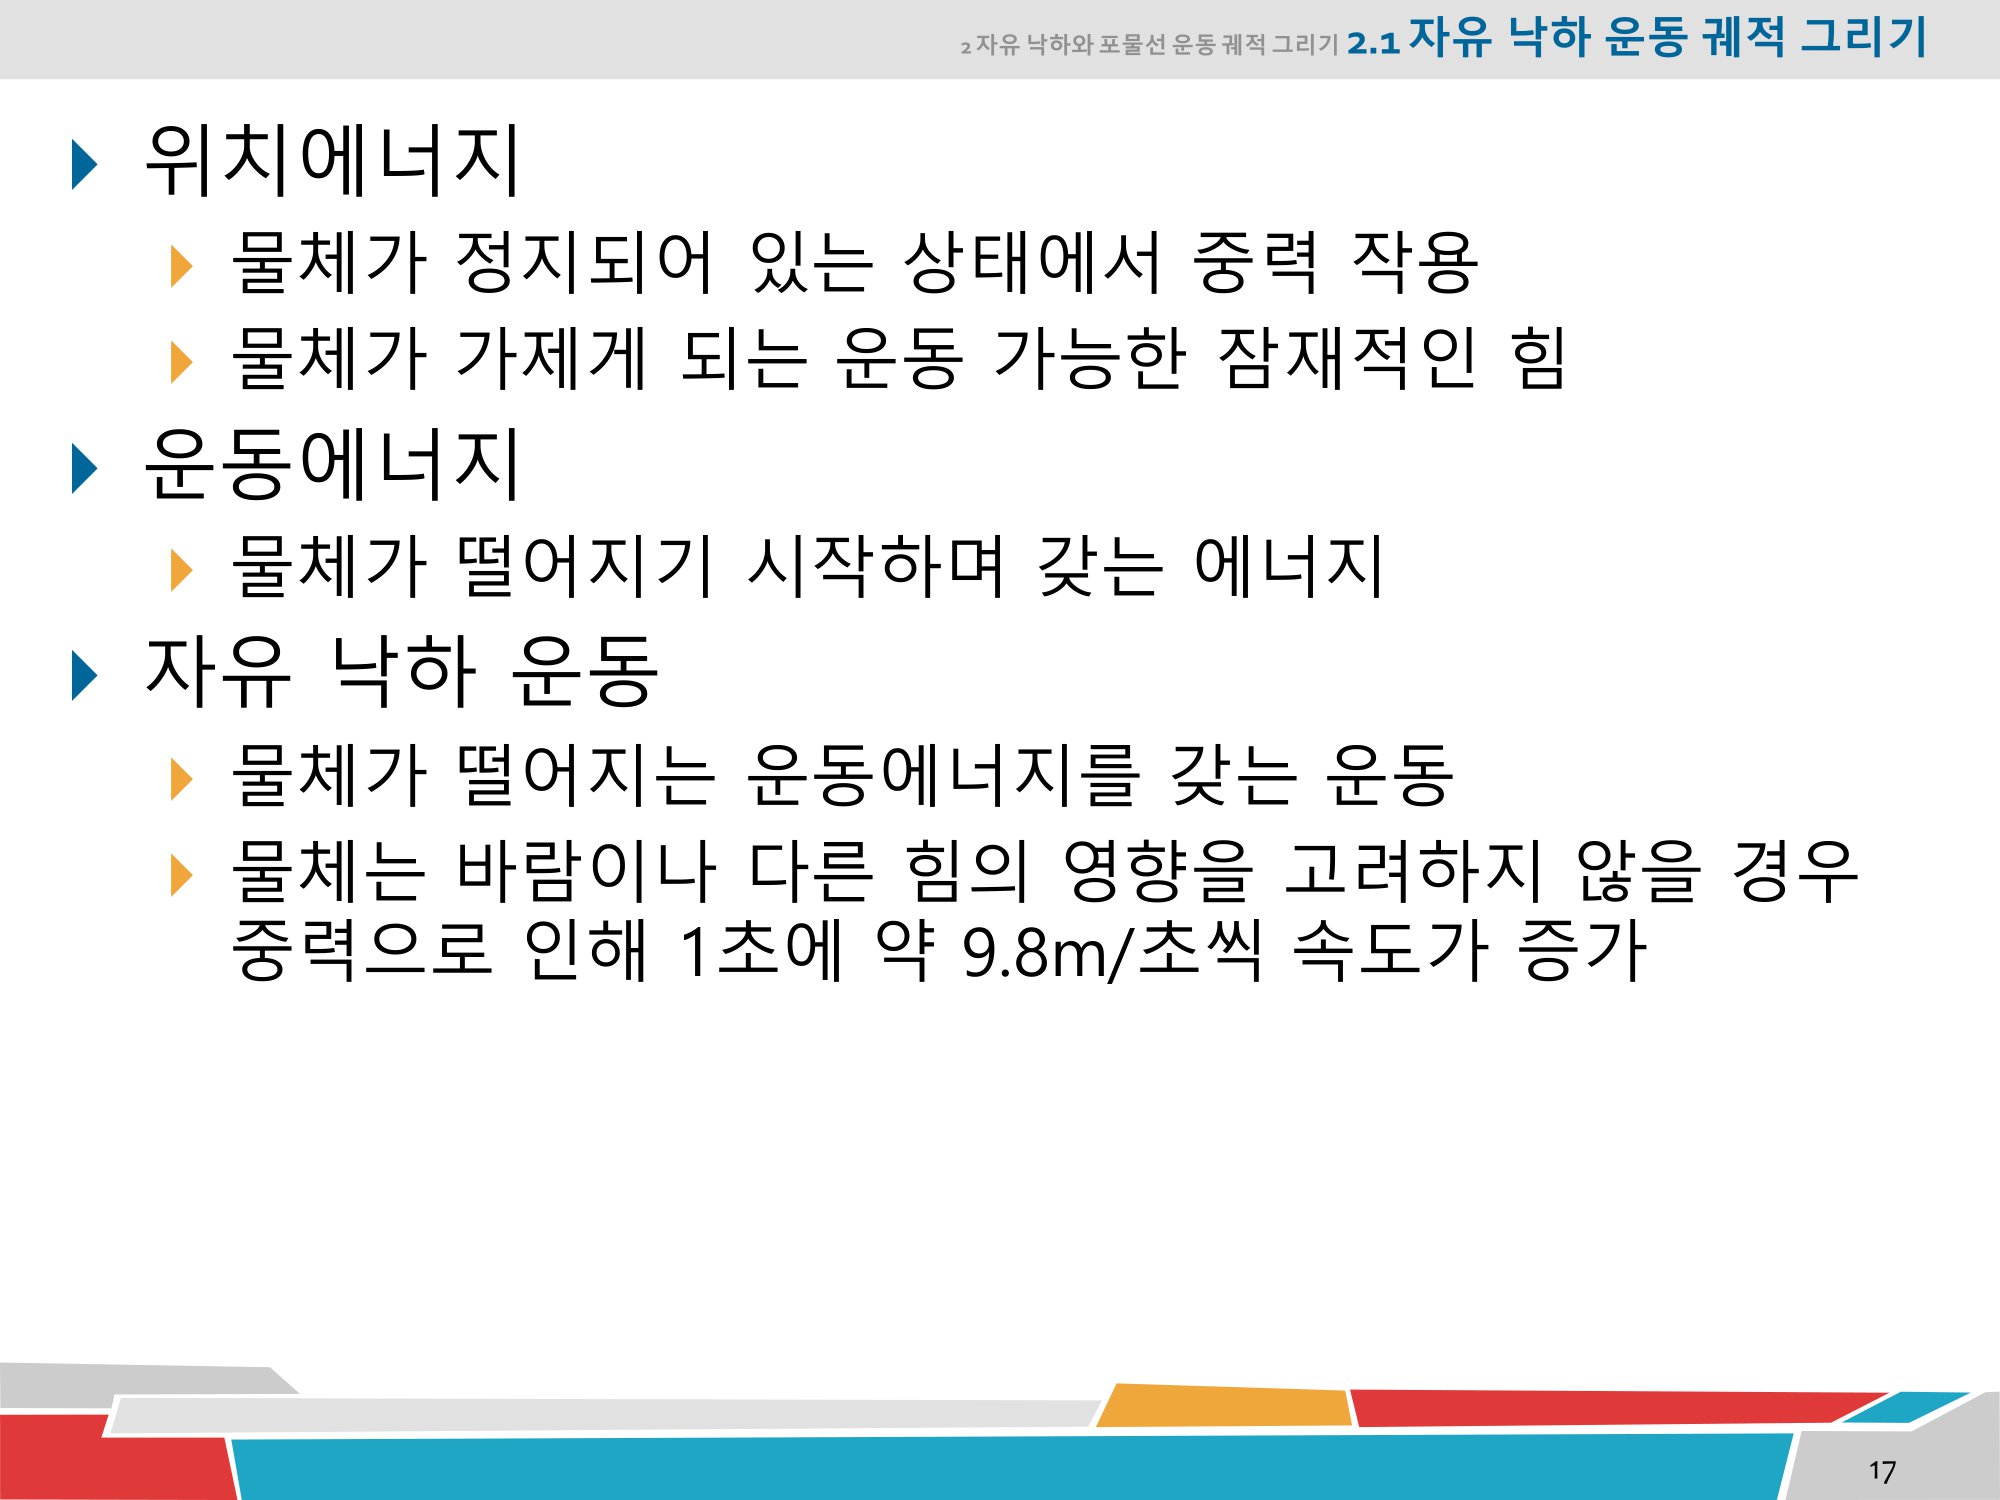 2 자유 낙하와 포물선 운동 궤적 그리기 2.1 자유 낙하 운동 궤적 그리기
위치에너지
물체가 정지되어 있는 상태에서 중력 작용
물체가 가제게 되는 운동 가능한 잠재적인 힘
운동에너지
물체가 떨어지기 시작하며 갖는 에너지
자유 낙하 운동
물체가 떨어지는 운동에너지를 갖는 운동
물체는 바람이나 다른 힘의 영향을 고려하지 않을 경우
중력으로 인해 1초에 약 9.8m/초씩 속도가 증가
17